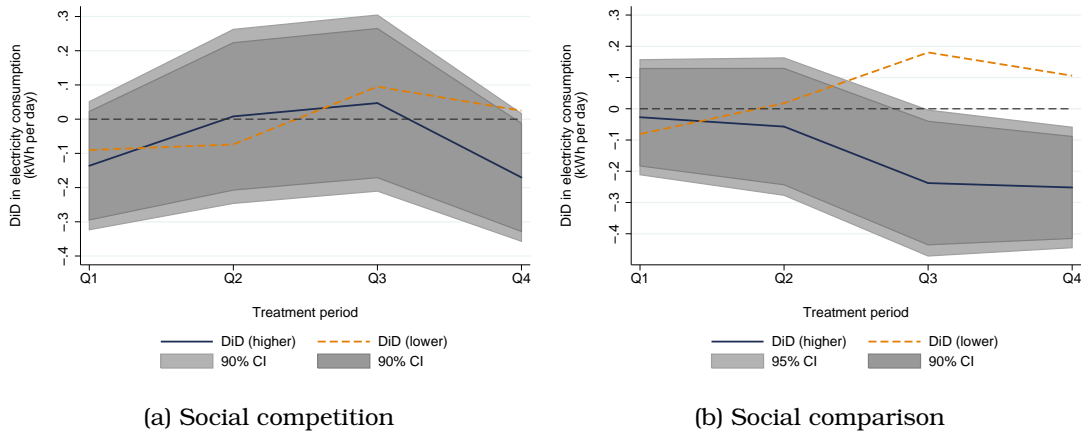 DiD in electricity consumption
(kWh per day)
.3
.2
.1
0
-.1
-.2
-.3
-.4
Q1 Q2 Q3 Q4
Treatment period
DiD (higher) DiD (lower)
90% CI 90% CI
(a) Social competition
DiD in electricity consumption
(kWh per day)
.3
.2
.1
0
-.1
-.2
-.3
-.4
Q1 Q2 Q3 Q4
Treatment period
DiD (higher) DiD (lower)
95% CI 90% CI
(b) Social comparison